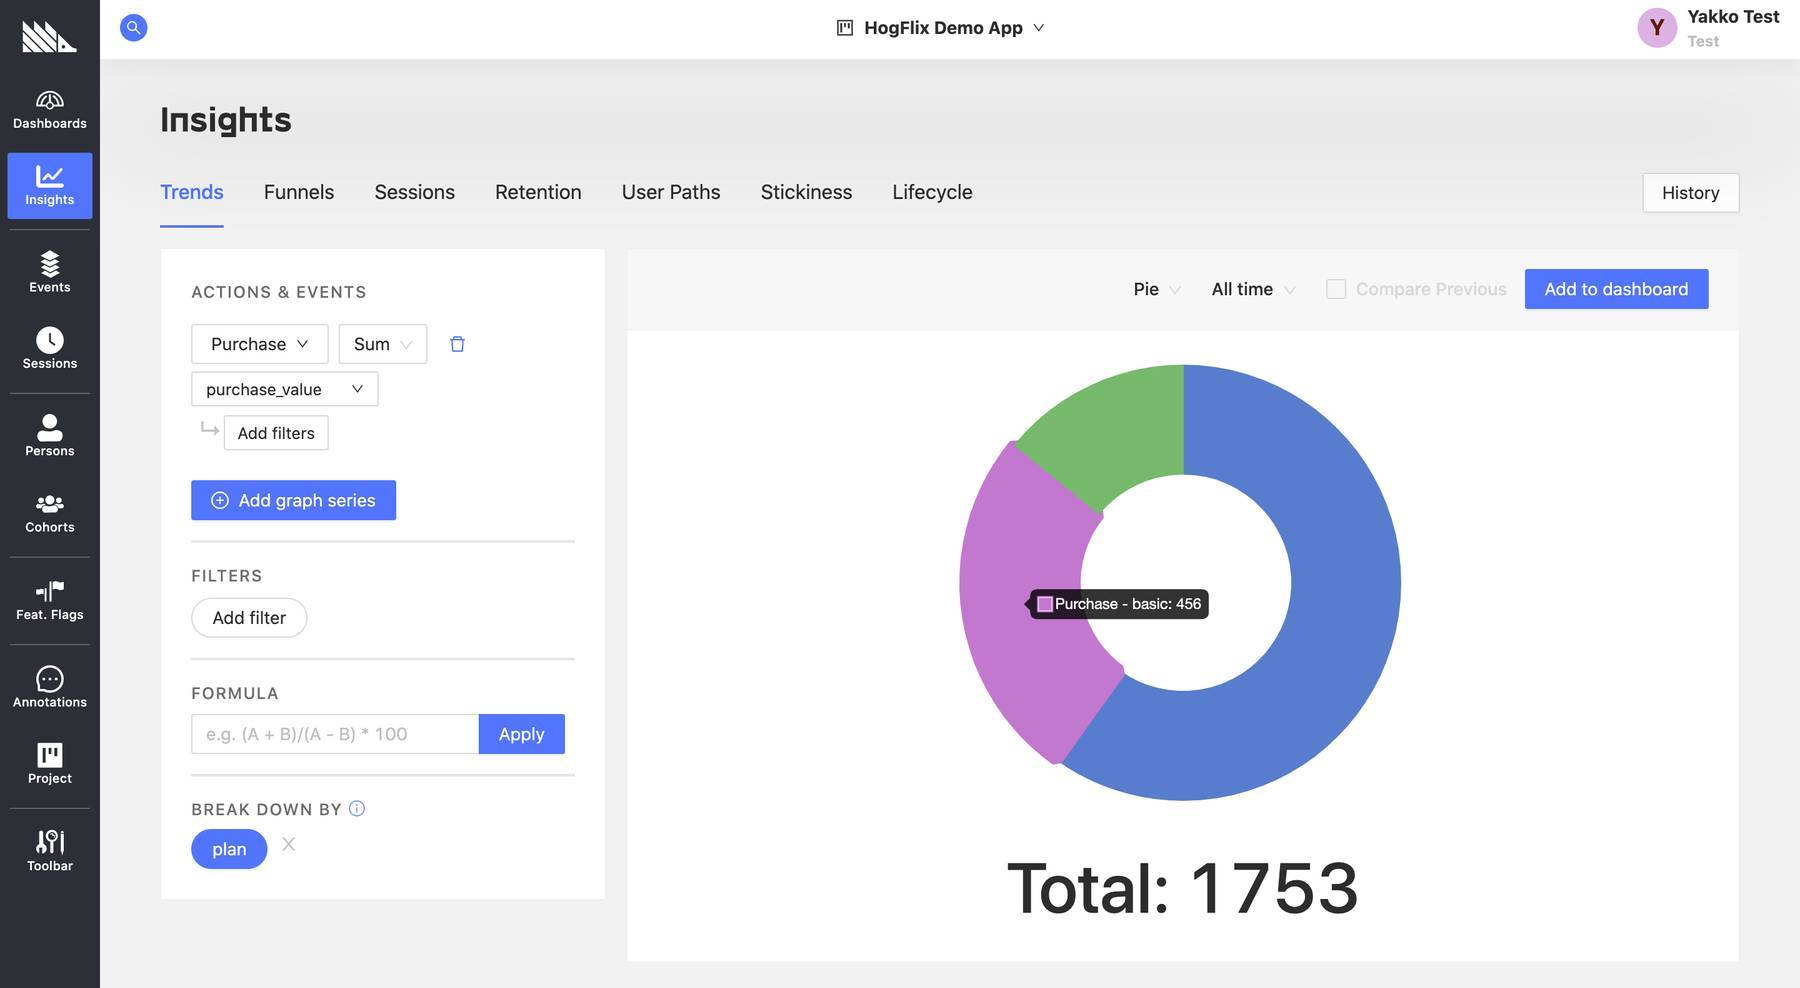 HogFlix Demo App
Y
Yakko Test
Test
Dashboards
Insights
Events
Sessions
Persons
Cohorts
Feat. Flags
Annotations
Project
Toolbar
Insights
Trends
Funnels
Sessions
Retention
User Paths
Stickiness
Lifecycle
History
ACTIONS & EVENTS
Purchase
Sum
purchase_value
Add filters
Add graph series
FILTERS
Add filter
FORMULA
e.g. (A + B)/(A - B) * 100
Apply
BREAK DOWN BY
plan
Pie
All time
Compare Previous
Add to dashboard
Purchase - basic: 456
Total: 1753